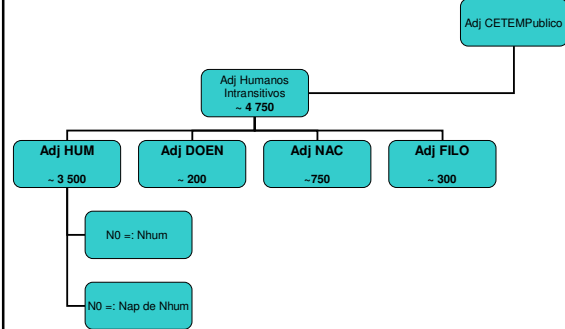 Adj CETEMPublico
Adj Humanos
Intransitivos
~ 4 750
Adj HUM
~ 3 500
Adj DOEN
~ 200
Adj NAC
~750
Adj FILO
~ 300
N0 =: Nhum
N0 =: Nap de Nhum